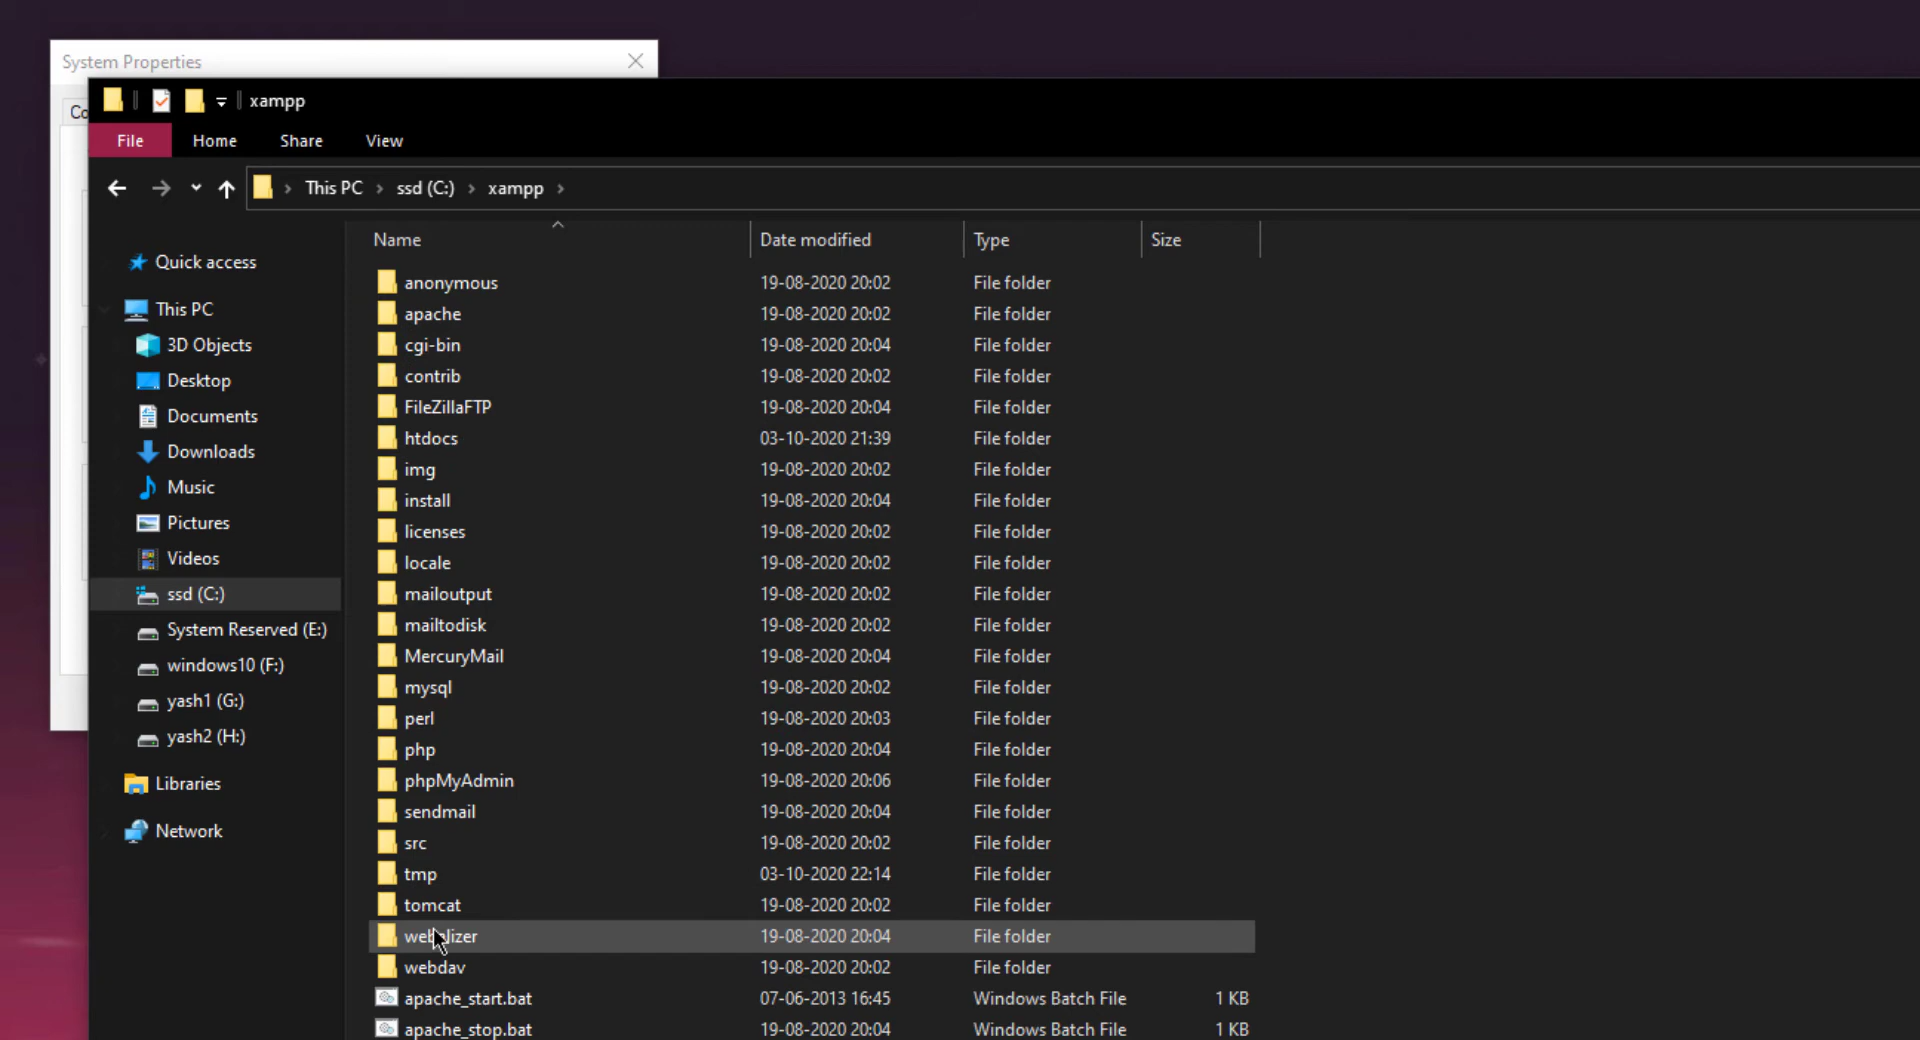 System Properties
Co
xampp
File Home Share View
This PC ssd (C:) xampp
Name Date modified Type Size
Quick access
This PC
3D Objects
Desktop
Documents
Downloads
Music
Pictures
Videos
ssd (C:)
System Reserved (E:)
windows10 (F:)
yash1 (G:)
yash2 (H:)
Libraries
Network
anonymous 19-08-2020 20:02 File folder
apache 19-08-2020 20:02 File folder
cgi-bin 19-08-2020 20:04 File folder
contrib 19-08-2020 20:02 File folder
FileZillaFTP 19-08-2020 20:04 File folder
htdocs 03-10-2020 21:39 File folder
img 19-08-2020 20:02 File folder
install 19-08-2020 20:04 File folder
licenses 19-08-2020 20:02 File folder
locale 19-08-2020 20:02 File folder
mailoutput 19-08-2020 20:02 File folder
mailtodisk 19-08-2020 20:02 File folder
MercuryMail 19-08-2020 20:04 File folder
mysql 19-08-2020 20:02 File folder
perl 19-08-2020 20:03 File folder
php 19-08-2020 20:04 File folder
phpMyAdmin 19-08-2020 20:06 File folder
sendmail 19-08-2020 20:04 File folder
src 19-08-2020 20:02 File folder
tmp 03-10-2020 22:14 File folder
tomcat 19-08-2020 20:02 File folder
webalizer 19-08-2020 20:04 File folder
webdav 19-08-2020 20:02 File folder
apache_start.bat 07-06-2013 16:45 Windows Batch File 1 KB
apache_stop.bat 19-08-2020 20:04 Windows Batch File 1 KB